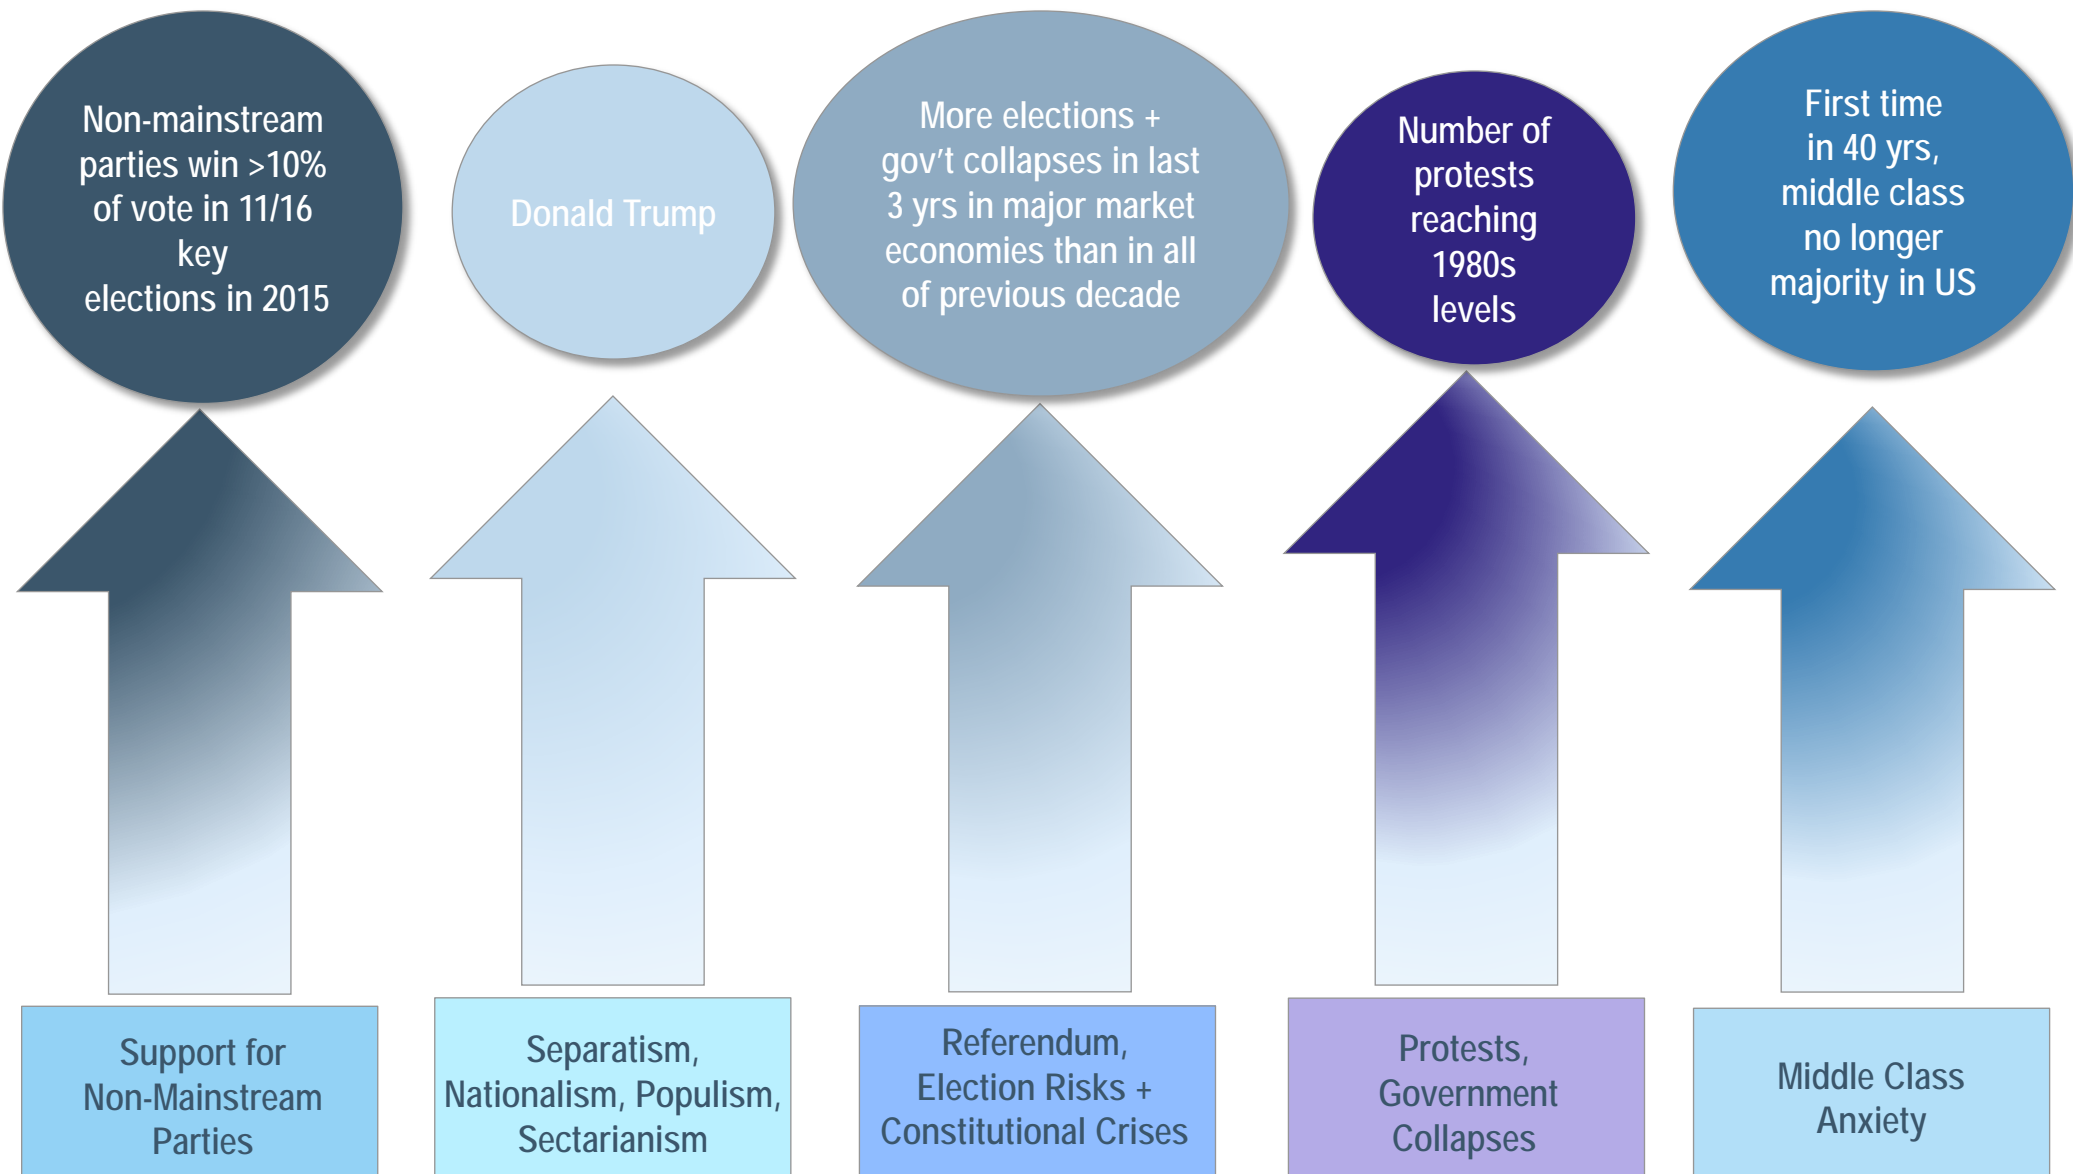 Non-mainstream
parties win >10%
of vote in 11/16
key
elections in 2015
Donald Trump
More elections +
gov't collapses in last
3 yrs in major market
economies than in all
of previous decade
Number of
protests
reaching
1980s
levels
First time
in 40 yrs,
middle class
no longer
majority in US
Support for
Non-Mainstream
Parties
Separatism,
Nationalism, Populism,
Sectarianism
Referendum,
Election Risks +
Constitutional Crises
Protests,
Government
Collapses
Middle Class
Anxiety